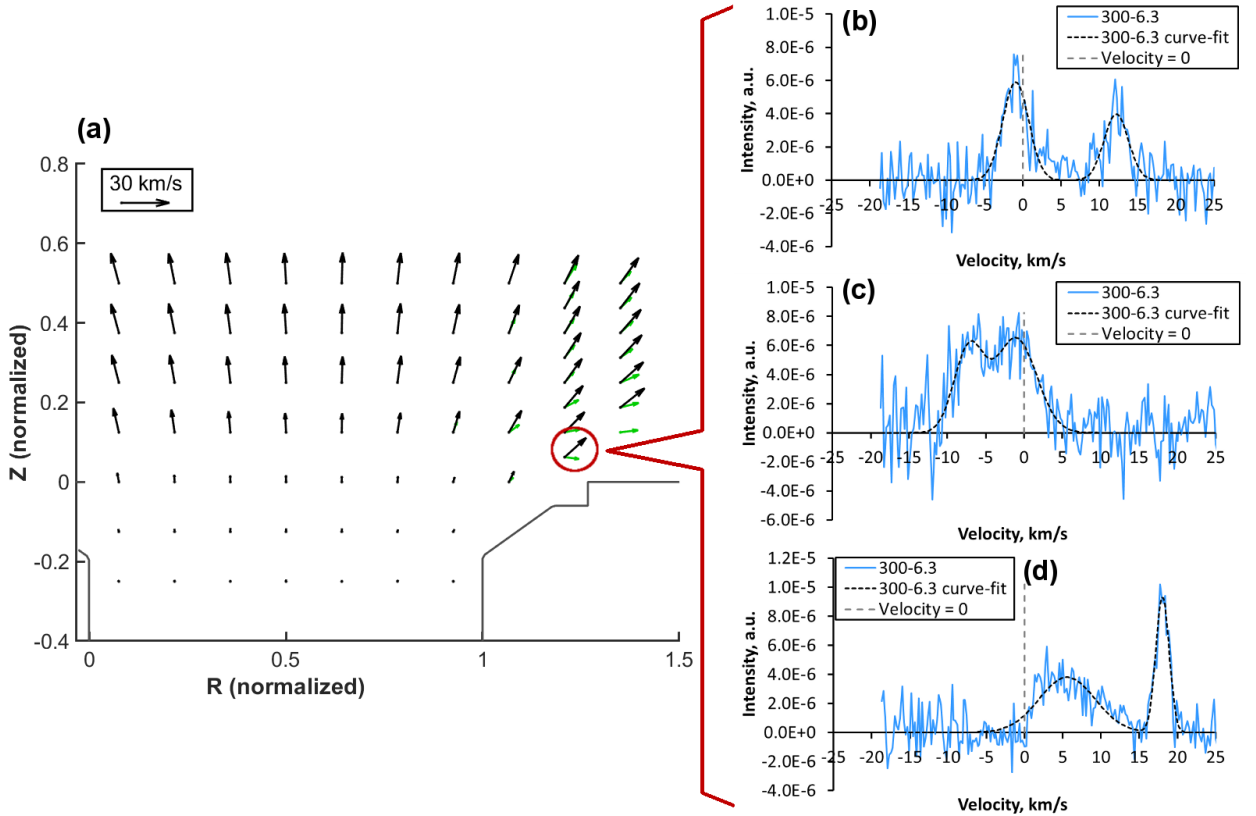 (a)
30 km/s
0.8
0.6
0.4
0.2
0
-0.2
-0.4
0 0.5 1 1.5
Z (normalized)
R (normalized)
(b)
300-6.3
300-6.3 curve-fit
Velocity = 0
1.0E-5
8.0E-6
6.0E-6
4.0E-6
2.0E-6
0.0E+0
-2.0E-6
-4.0E-6
-25 -20 -15 -10 -5 0 5 10 15 20 25
Intensity, a.u.
Velocity, km/s
(c)
300-6.3
300-6.3 curve-fit
Velocity = 0
1.0E-5
8.0E-6
6.0E-6
4.0E-6
2.0E-6
0.0E+0
-2.0E-6
-4.0E-6
-6.0E-6
-25 -20 -15 -10 -5 0 5 10 15 20 25
Intensity, a.u.
Velocity, km/s
(d)
300-6.3
300-6.3 curve-fit
Velocity = 0
1.2E-5
1.0E-5
8.0E-6
6.0E-6
4.0E-6
2.0E-6
0.0E+0
-2.0E-6
-4.0E-6
-25 -20 -15 -10 -5 0 5 10 15 20 25
Intensity, a.u.
Velocity, km/s